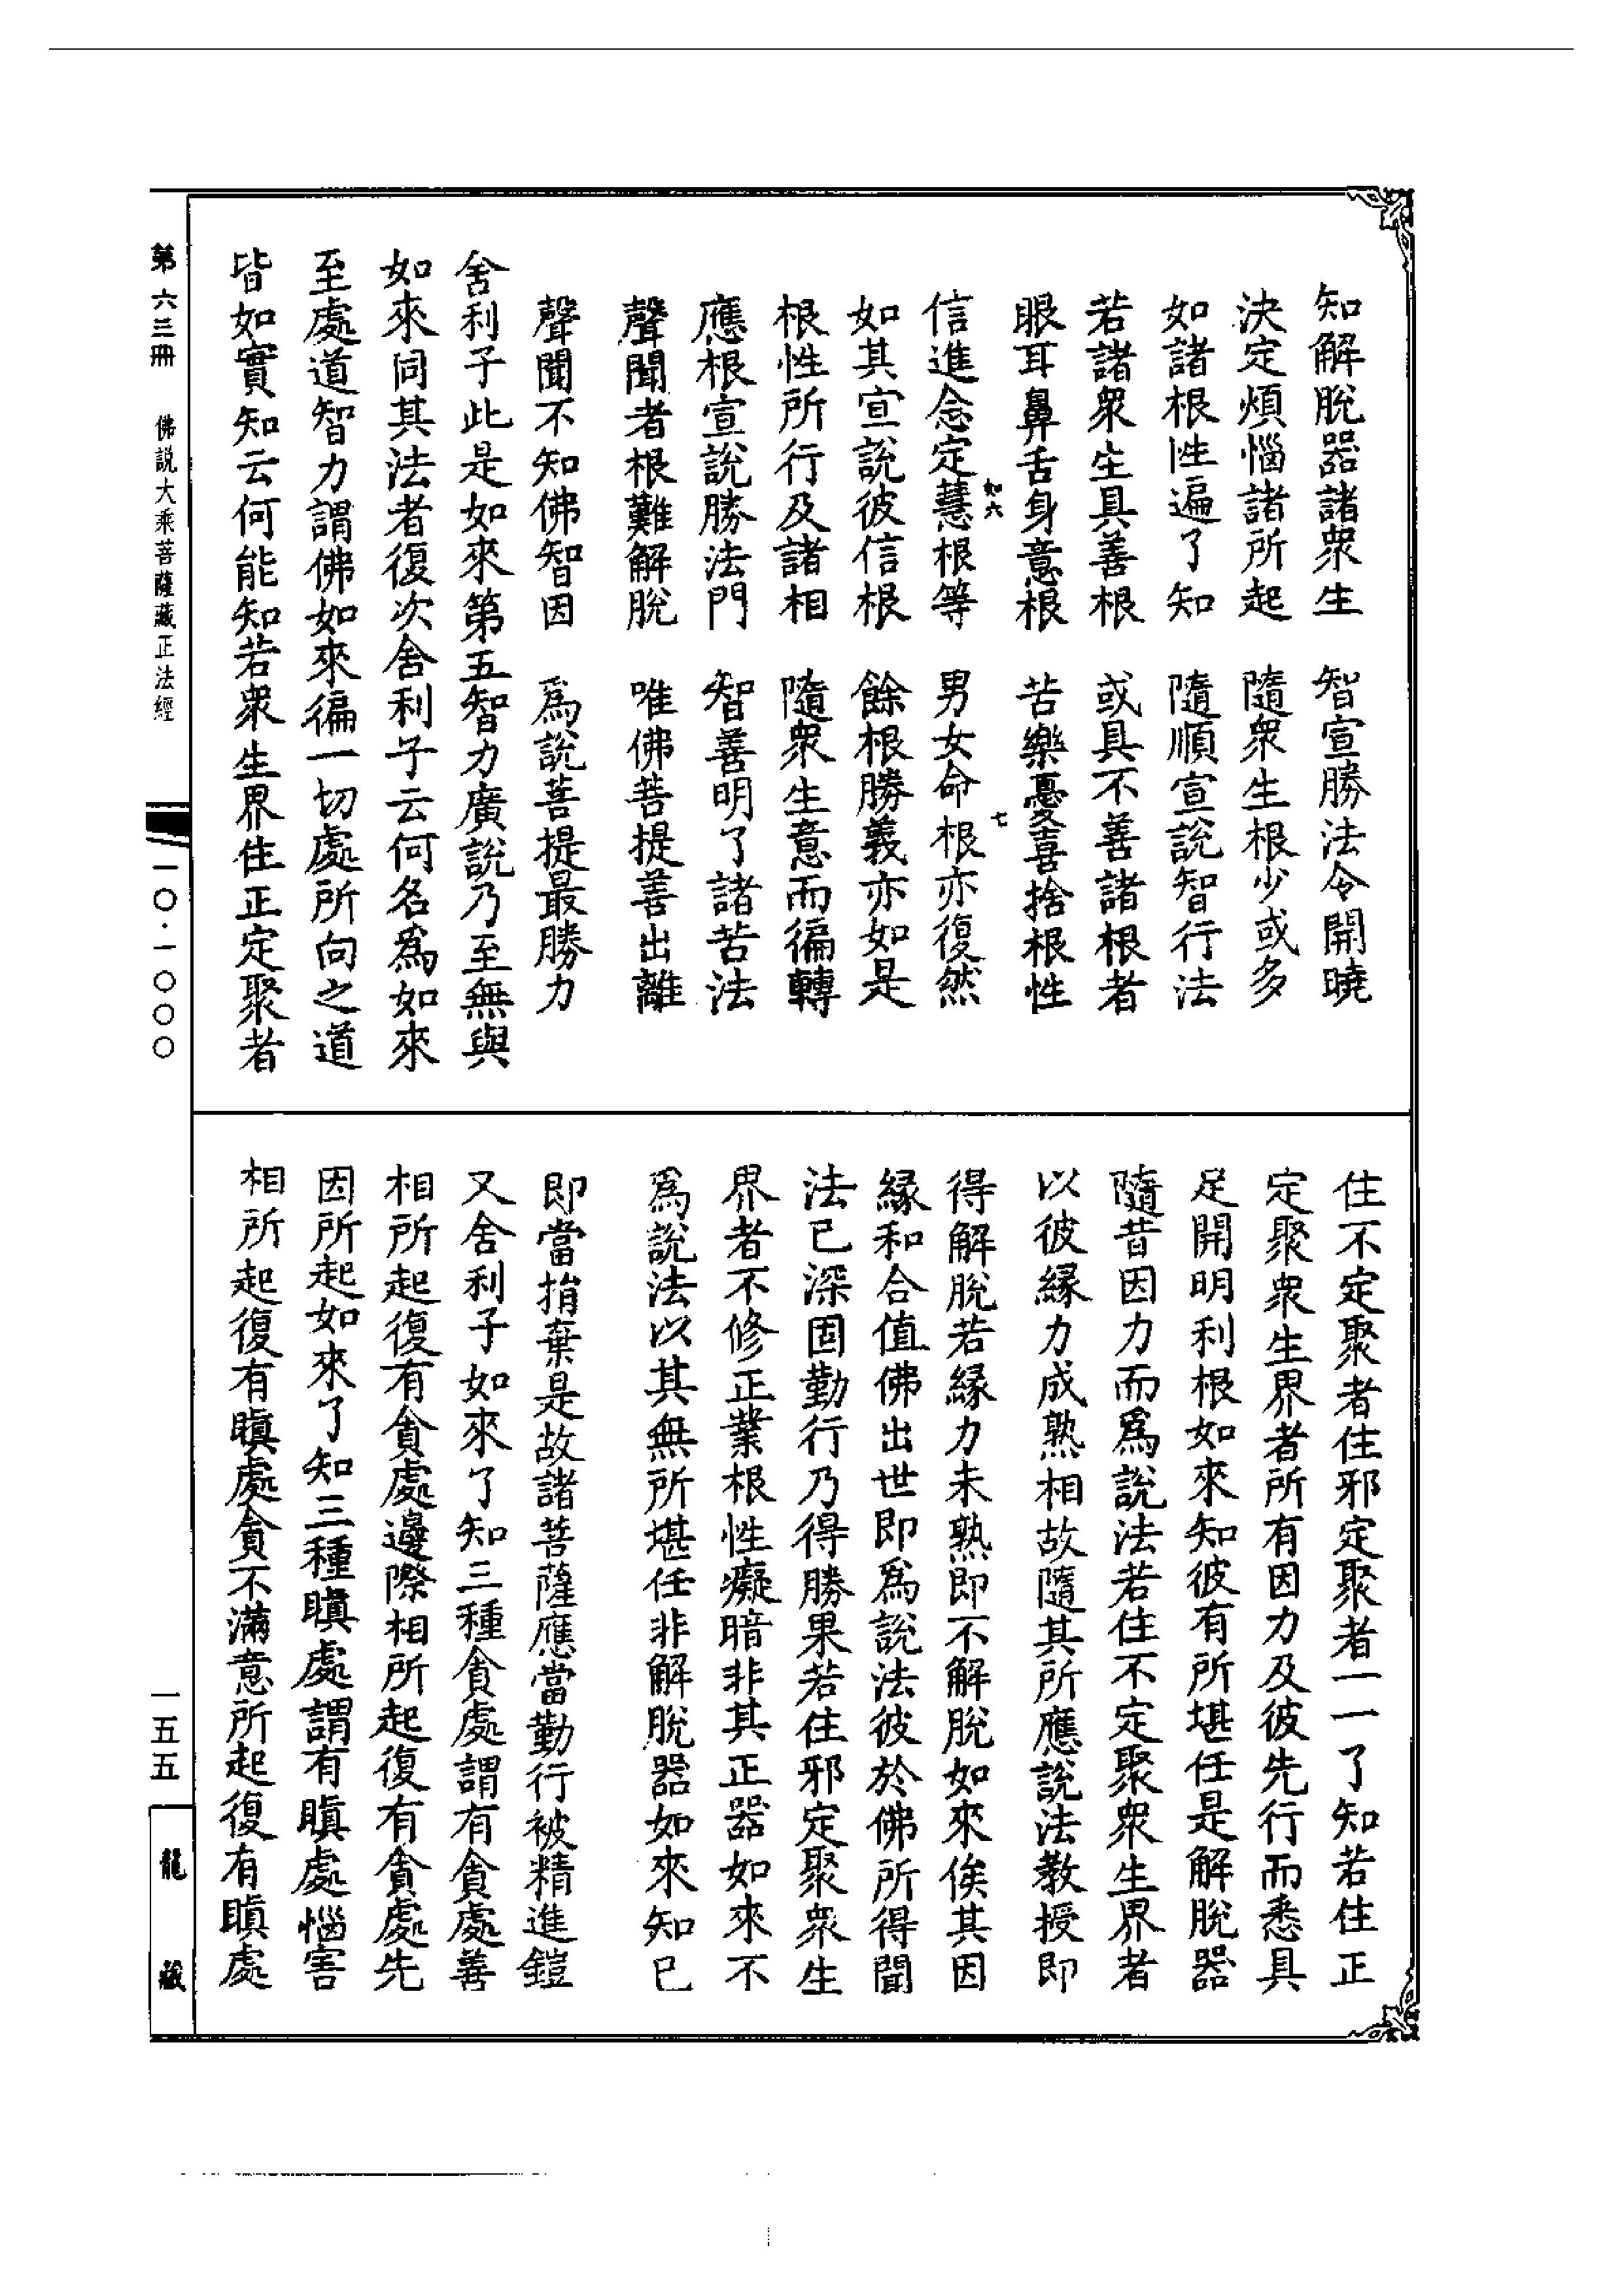 知解脫器諸衆生　智宣勝法令開曉
決定煩惱諸所起　隨衆生根少或多
如諸根性遍了知　隨順宣說智行法
若諸衆生具善根　或具不善諸根者
眼耳鼻舌身意根　苦樂憂喜捨根性
如六　七
信進念定慧根等　男女命根亦復然
如其宣說彼信根　餘根勝義亦如是
根性所行及諸相　隨衆生意而徧轉
應根宣說勝法門　智善明了諸苦法
聲聞者根難解脫　唯佛菩提善出離
聲聞不知佛智因　爲說菩提最勝力
舍利子此是如來第五智力廣說乃至無與
如來同其法者復次舍利子云何名爲如來
至處道智力謂佛如來徧一切處所向之道
皆如實知云何能知若衆生界住正定聚者
住不定聚者住邪定聚者一一了知若住正
定聚衆生界者所有因力及彼先行而悉具
足開明利根如來知彼有所堪任是解脫器
隨昔因力而爲說法若住不定聚衆生界者
以彼緣力成熟相故隨其所應說法教授即
得解脫若緣力未熟即不解脫如來俟其因
緣和合值佛出世即爲說法彼於佛所得聞
法已深固勤行乃得勝果若住邪定聚衆生
界者不修正業根性癡暗非其正器如來不
爲說法以其無所堪任非解脫器如來知已
即當捐棄是故諸菩薩應當勤行被精進鎧
又舍利子如來了知三種貪處謂有貪處善
相所起復有貪處邊際相所起復有貪處先
因所起如來了知三種瞋處謂有瞋處惱害
相所起復有瞋處貪不滿意所起復有瞋處
第六三冊　佛説大乘菩薩藏正法經
一〇·一〇〇〇
一五五
龍藏